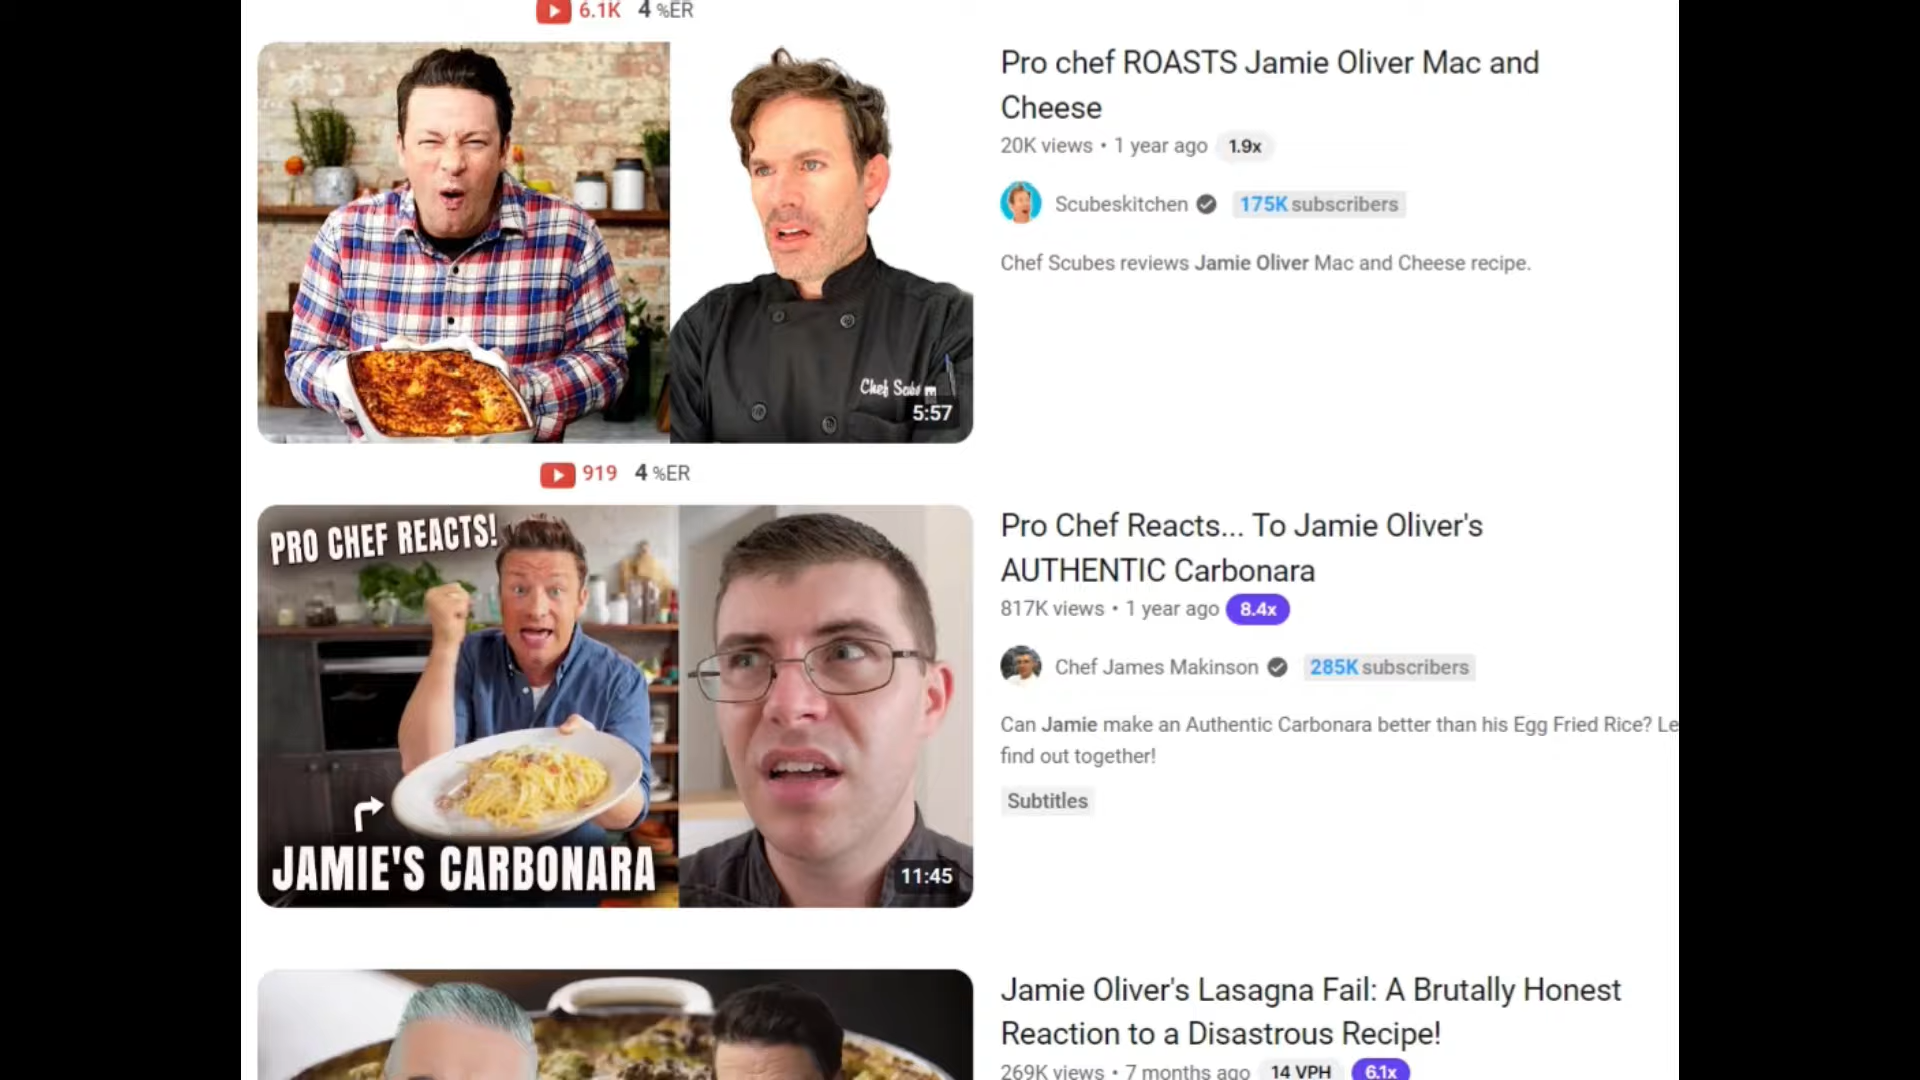 6.1K 4 %ER
Pro chef ROASTS Jamie Oliver Mac and
Cheese
20K views • 1 year ago 1.9x
Scubeskitchen 175K subscribers
Chef Scubes reviews Jamie Oliver Mac and Cheese recipe.
Chef
5:57
919 4 %ER
PRO CHEF REACTS!
JAMIE'S CARBONARA
11:45
Pro Chef Reacts... To Jamie Oliver's
AUTHENTIC Carbonara
817K views • 1 year ago 8.4x
Chef James Makinson 285K subscribers
Can Jamie make an Authentic Carbonara better than his Egg Fried Rice? Le
find out together!
Subtitles
Jamie Oliver's Lasagna Fail: A Brutally Honest
Reaction to a Disastrous Recipe!
269K views • 7 months ago 14 VPH 6.1x